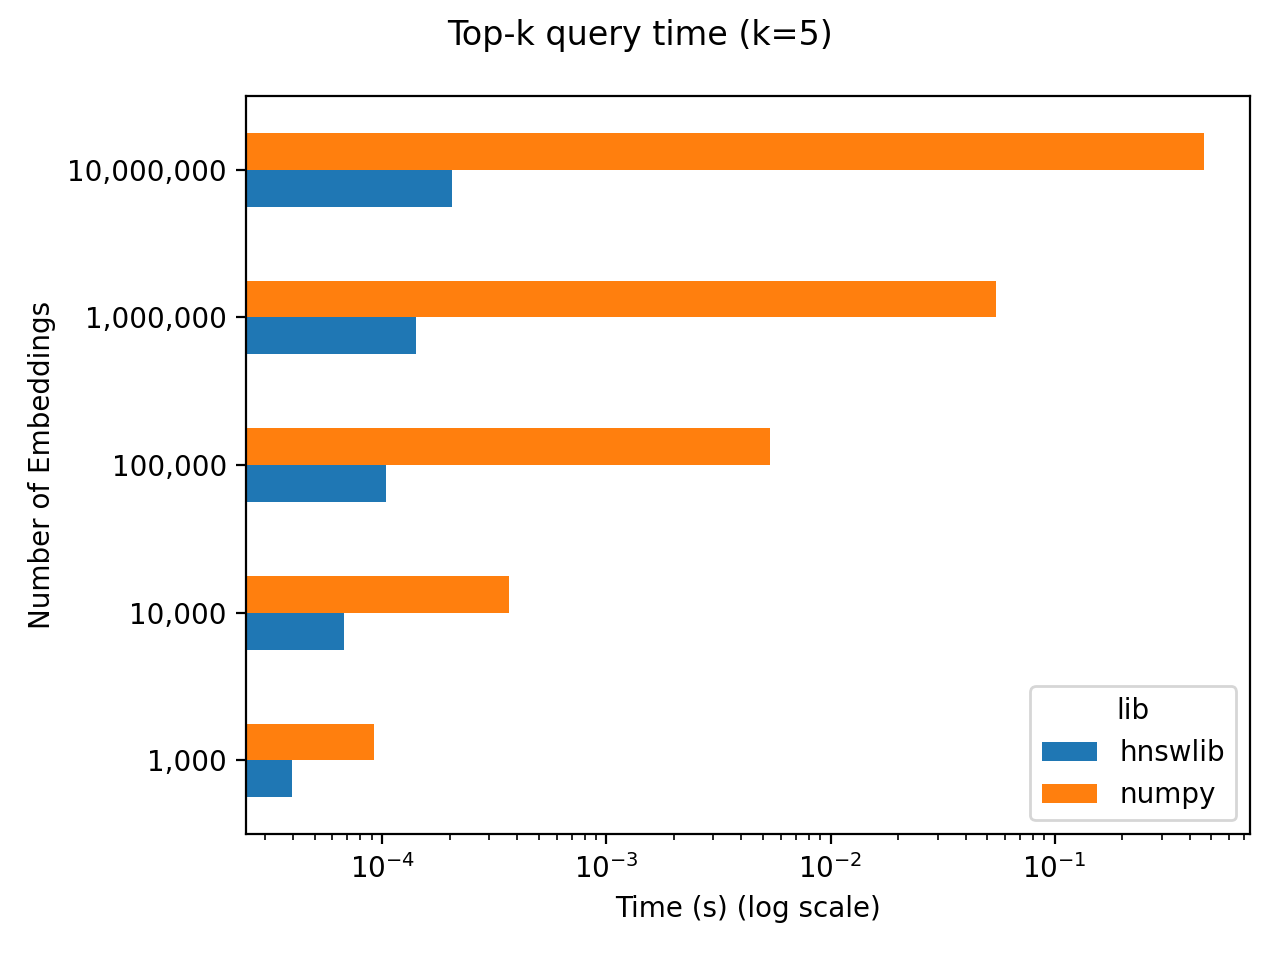 Top-k query time (k=5)
Number of Embeddings
10,000,000
1,000,000
100,000
10,000
1,000
lib
hnswlib
numpy
10⁻⁴ 10⁻³ 10⁻² 10⁻¹
Time (s) (log scale)